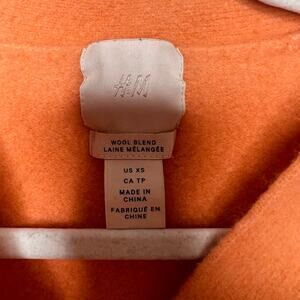 H&M
WOOL BLEND
LAINE MÉLANGÉE
US XS
CA TP
MADE IN
CHINA
FABRIQUÉ EN
CHINE